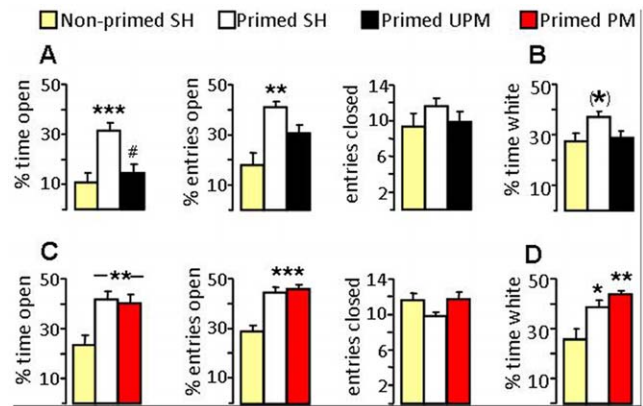 Non-primed SH Primed SH Primed UPM Primed PM
A
B
% time open
50
30
10
***
#
% entries open
50
30
10
**
entries closed
14
10
6
2
% time white
50
30
10
(*)
C
D
% time open
50
30
10
**
% entries open
50
30
10
***
entries closed
14
10
6
2
% time white
50
30
10
*
**